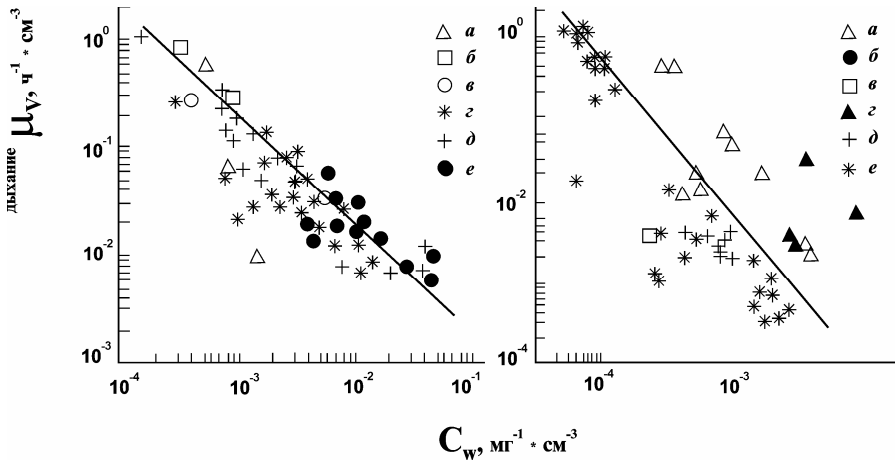 дыхание μV, ч⁻¹ * см⁻³
10⁰
10⁻¹
10⁻²
10⁻³
10⁻⁴
10⁻³
10⁻²
10⁻¹
а
б
в
г
д
е
10⁰
10⁻²
10⁻⁴
10⁻⁴
10⁻³
а
б
в
г
д
е
Cw, мг⁻¹ * см⁻³